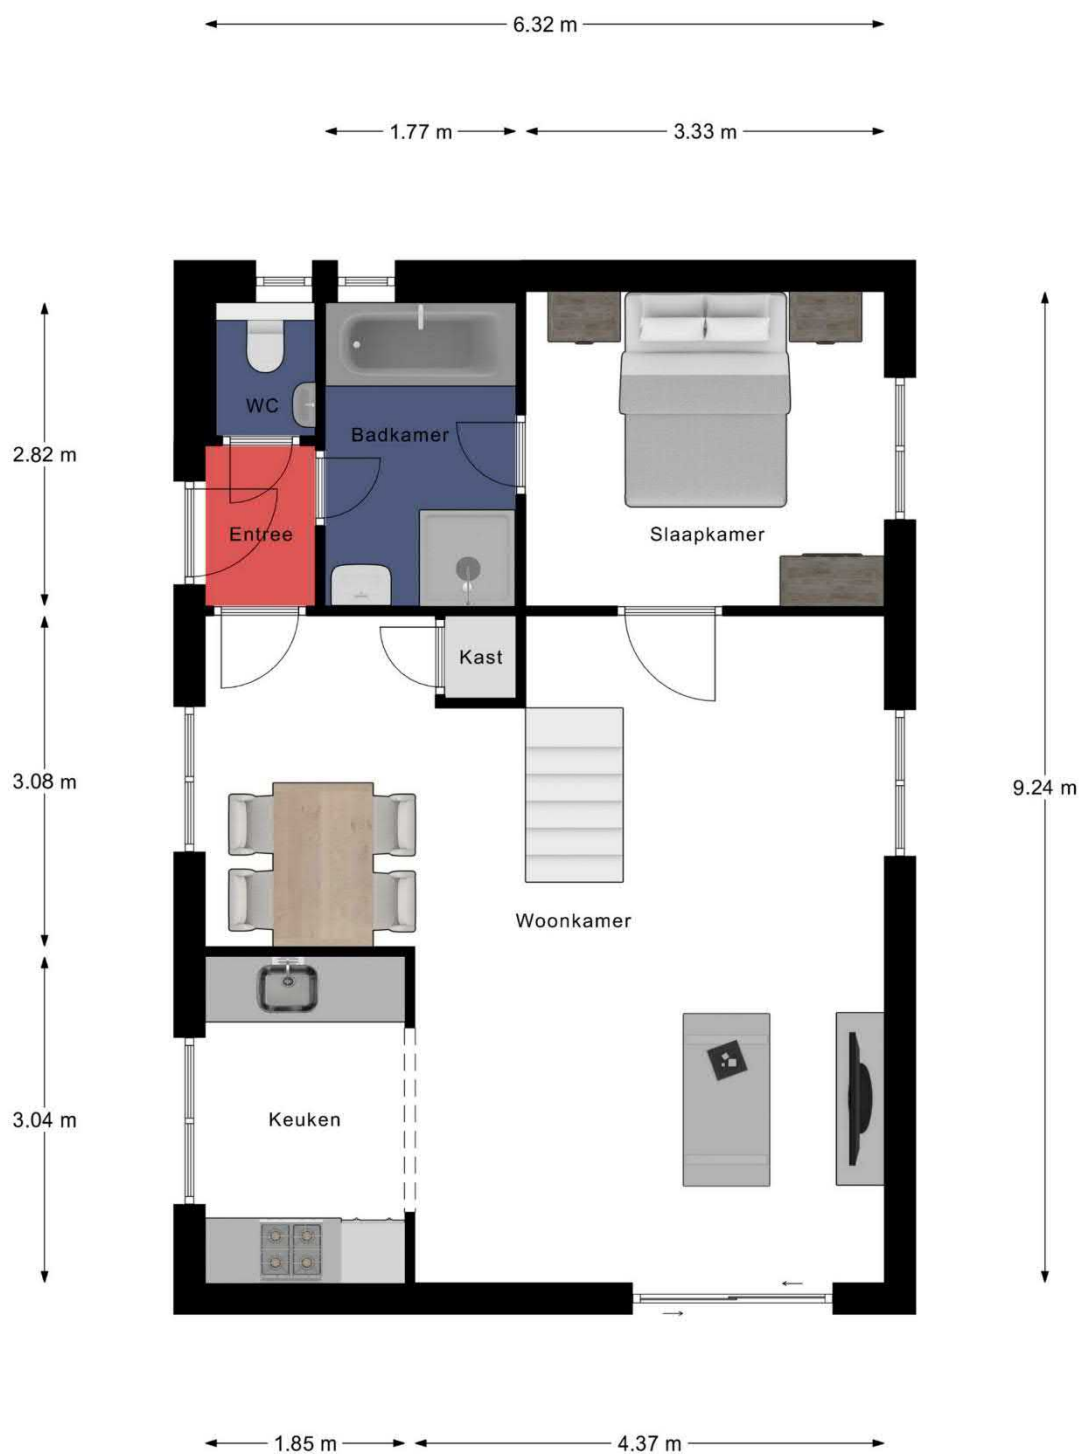 6.32 m
1.77 m
3.33 m
WC
Badkamer
2.82 m
Entree
Slaapkamer
Kast
3.08 m
9.24 m
Woonkamer
3.04 m
Keuken
1.85 m
4.37 m